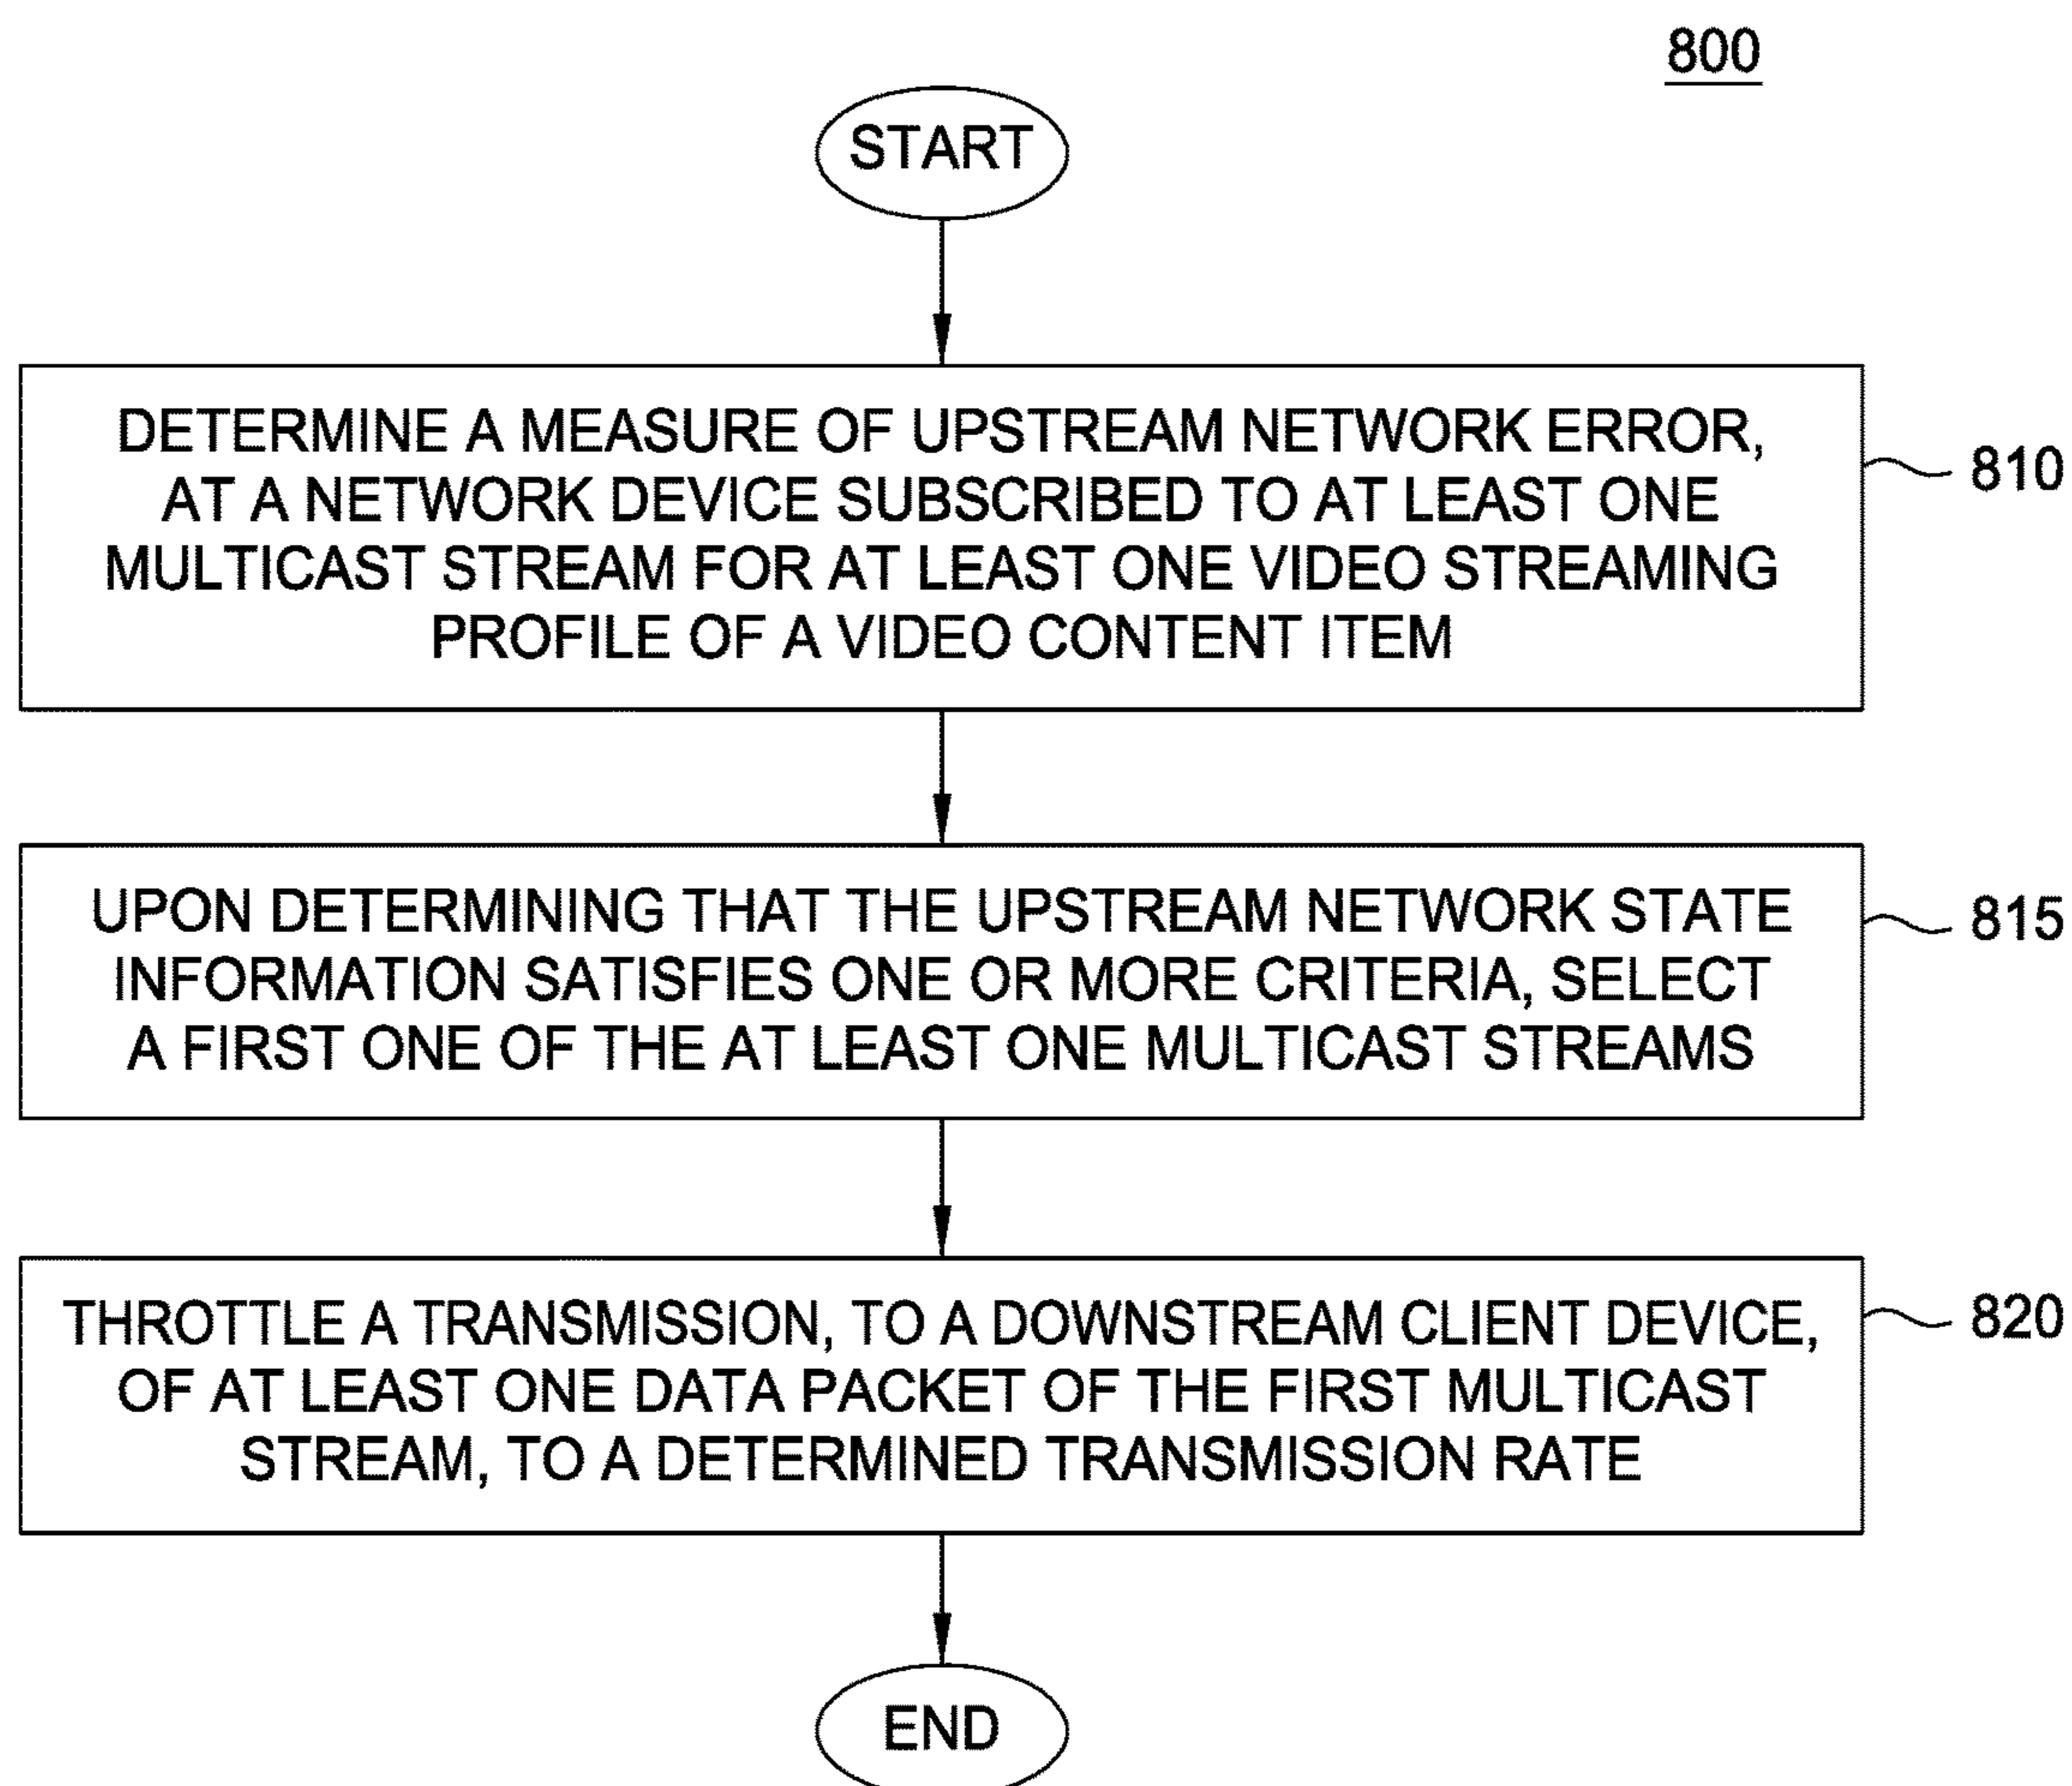 800
START
DETERMINE A MEASURE OF UPSTREAM NETWORK ERROR,
AT A NETWORK DEVICE SUBSCRIBED TO AT LEAST ONE
MULTICAST STREAM FOR AT LEAST ONE VIDEO STREAMING
PROFILE OF A VIDEO CONTENT ITEM
810
UPON DETERMINING THAT THE UPSTREAM NETWORK STATE
INFORMATION SATISFIES ONE OR MORE CRITERIA, SELECT
A FIRST ONE OF THE AT LEAST ONE MULTICAST STREAMS
815
THROTTLE A TRANSMISSION, TO A DOWNSTREAM CLIENT DEVICE,
OF AT LEAST ONE DATA PACKET OF THE FIRST MULTICAST
STREAM, TO A DETERMINED TRANSMISSION RATE
820
END